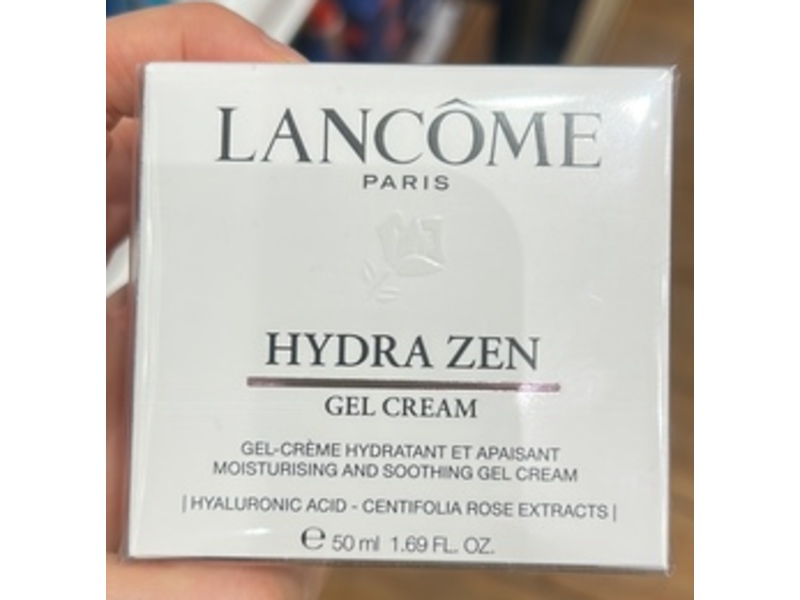 LANCÔME
PARIS
HYDRA ZEN
GEL CREAM
GEL-CRÈME HYDRATANT ET APAISANT
MOISTURISING AND SOOTHING GEL CREAM
| HYALURONIC ACID - CENTIFOLIA ROSE EXTRACTS |
℮ 50 ml 1.69 FL. OZ.